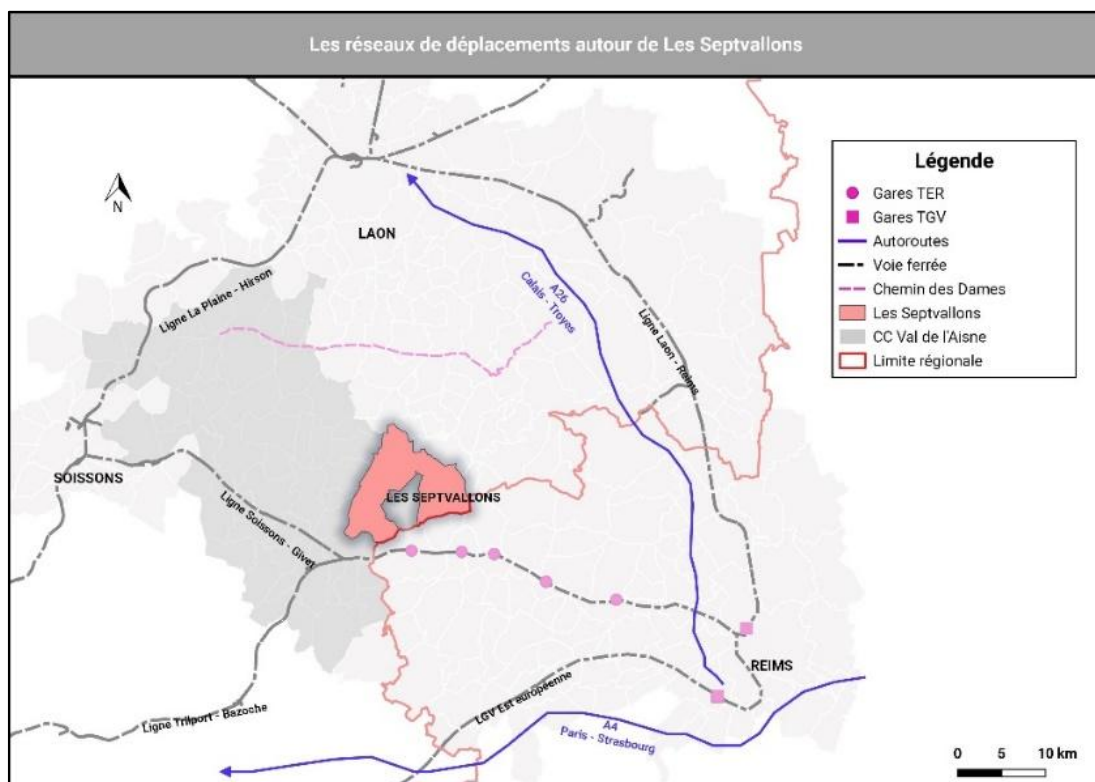 Les réseaux de déplacements autour de Les Septvallons
Légende
Gares TER
Gares TGV
Autoroutes
Voie ferrée
Chemin des Dames
Les Septvallons
CC Val de l'Aisne
Limite régionale
N
LAON
Ligne La Plaine - Hirson
A26
Calais - Troyes
Ligne Laon - Reims
SOISSONS
LES SEPTVALLONS
Ligne Soissons - Givet
REIMS
LGV Est européenne
Ligne Trilport - Bazoche
A4
Paris - Strasbourg
0 5 10 km